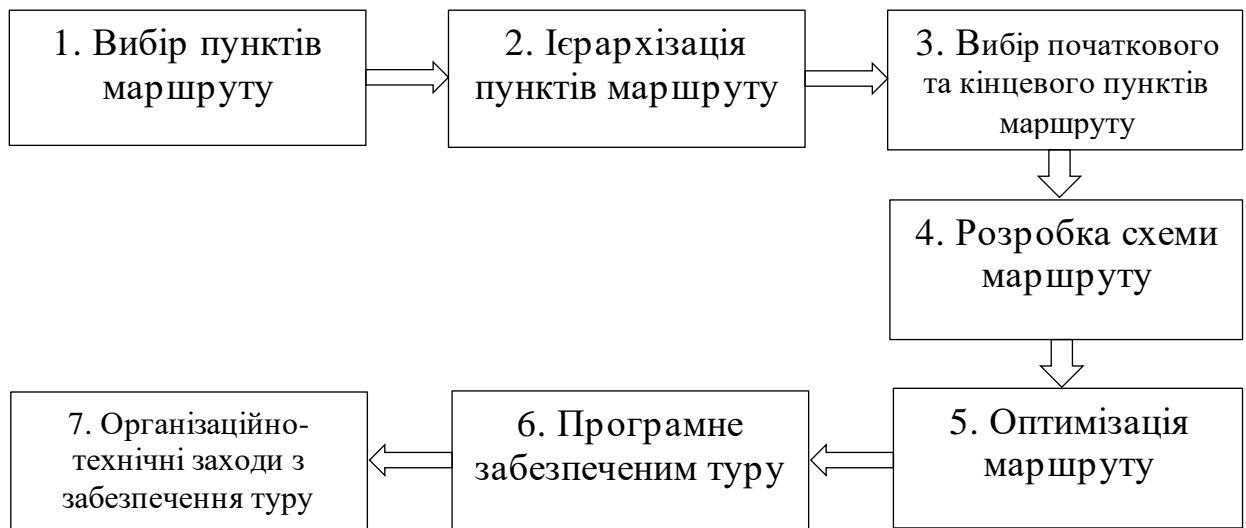 1. Вибір пунктів
маршруту
2. Ієрархізація
пунктів маршруту
3. Вибір початкового
та кінцевого пунктів
маршруту
4. Розробка схеми
маршруту
5. Оптимізація
маршруту
6. Програмне
забезпеченим туру
7. Організаційно-
технічні заходи з
забезпечення туру